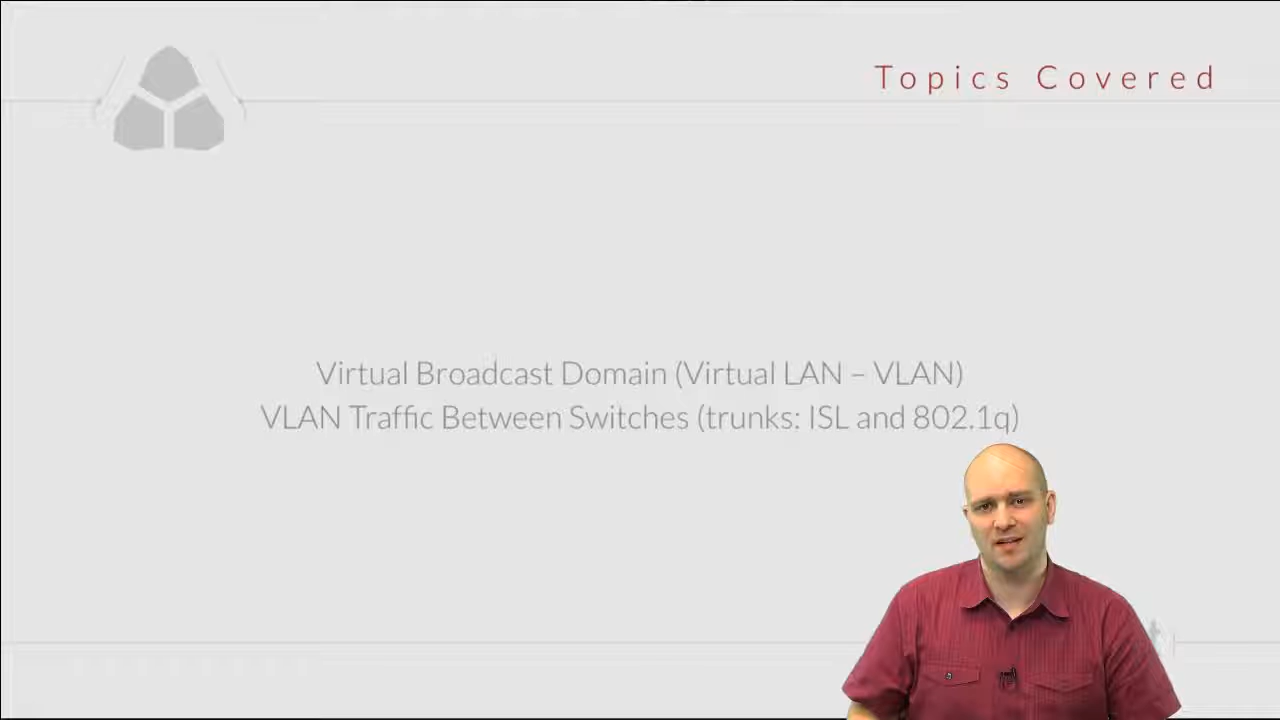 Topics Covered
Virtual Broadcast Domain (Virtual LAN – VLAN)
VLAN Traffic Between Switches (trunks: ISL and 802.1q)